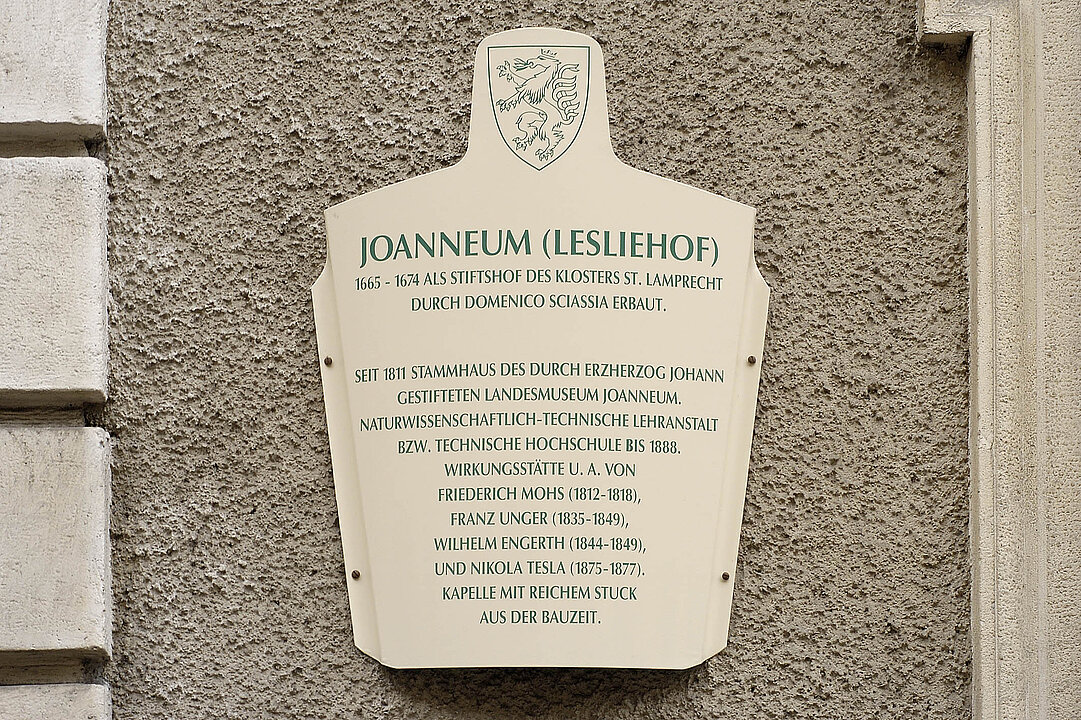 JOANNEUM (LESLIEHOF)
1665 - 1674 ALS STIFTSHOF DES KLOSTERS ST. LAMPRECHT
DURCH DOMENICO SCIASSIA ERBAUT.
SEIT 1811 STAMMHAUS DES DURCH ERZHERZOG JOHANN
GESTIFTETEN LANDESMUSEUM JOANNEUM.
NATURWISSENSCHAFTLICH-TECHNISCHE LEHRANSTALT
BZW. TECHNISCHE HOCHSCHULE BIS 1888.
WIRKUNGSSTÄTTE U. A. VON
FRIEDERICH MOHS (1812-1818),
FRANZ UNGER (1835-1849),
WILHELM ENGERTH (1844-1849),
UND NIKOLA TESLA (1875-1877).
KAPELLE MIT REICHEM STUCK
AUS DER BAUZEIT.